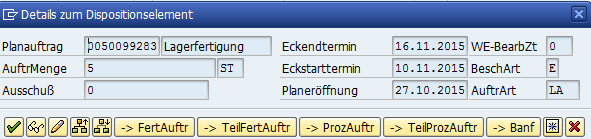 Details zum Dispositionselement
Planauftrag 0050099283 Lagerfertigung Eckendtermin 16.11.2015 WE-BearbZt 0
AuftrMenge 5 ST Eckstarttermin 10.11.2015 BeschArt E
Ausschuß 0 Planeröffnung 27.10.2015 AuftrArt LA
-> FertAuftr -> TeilFertAuftr -> ProzAuftr -> TeilProzAuftr -> Banf